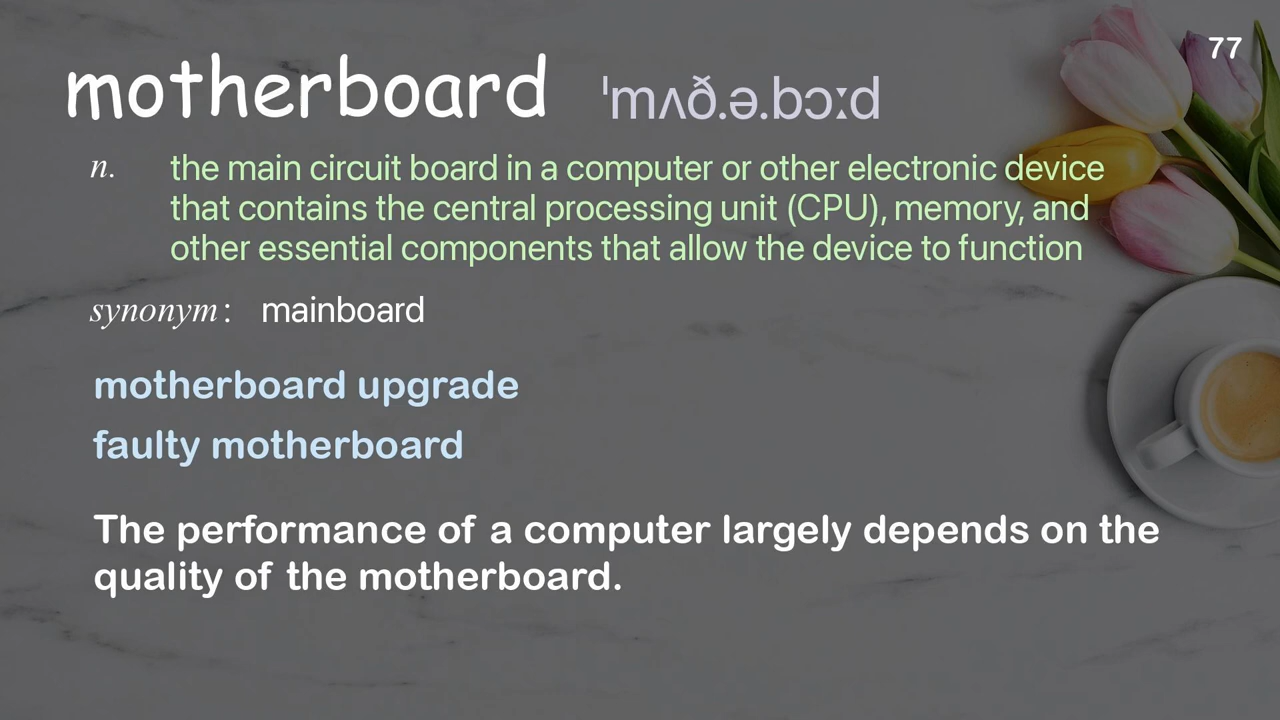 77
motherboard ˈmʌð.ə.bɔːd
n. the main circuit board in a computer or other electronic device
that contains the central processing unit (CPU), memory, and
other essential components that allow the device to function
synonym: mainboard
motherboard upgrade
faulty motherboard
The performance of a computer largely depends on the
quality of the motherboard.